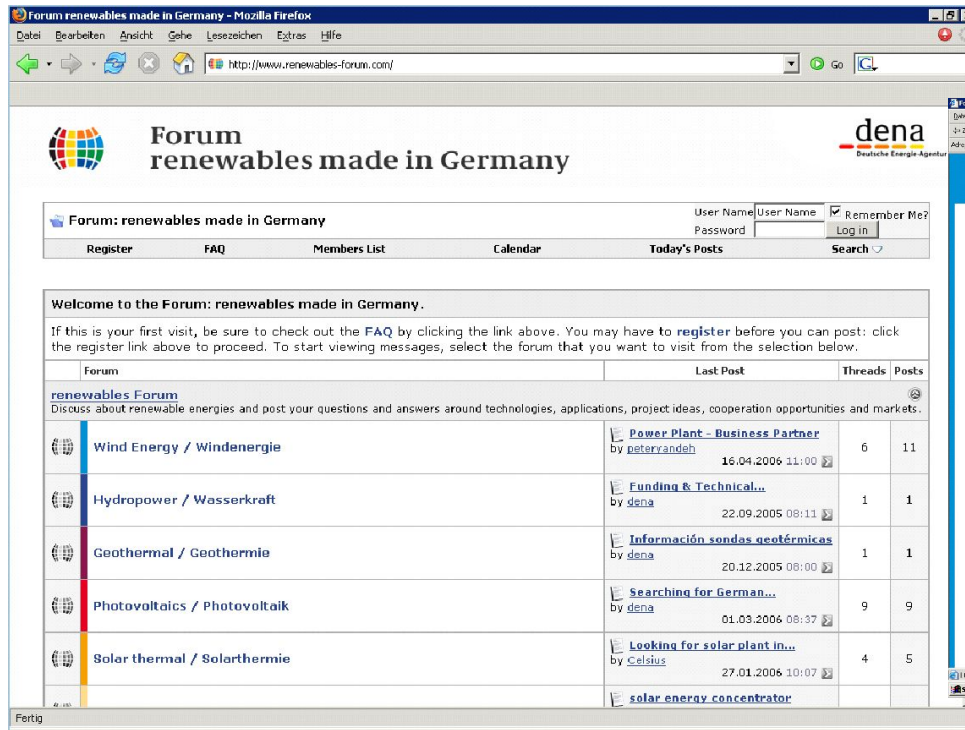 Forum renewables made in Germany - Mozilla Firefox
Datei Bearbeiten Ansicht Gehe Lesezeichen Extras Hilfe
http://www.renewables-forum.com/ Go G
Forum
renewables made in Germany
dena
Deutsche Energie-Agentur
Forum: renewables made in Germany
User Name User Name Remember Me?
Password Log in
Register FAQ Members List Calendar Today's Posts Search
Welcome to the Forum: renewables made in Germany.
If this is your first visit, be sure to check out the FAQ by clicking the link above. You may have to register before you can post: click
the register link above to proceed. To start viewing messages, select the forum that you want to visit from the selection below.
Forum Last Post Threads Posts
renewables Forum
Discuss about renewable energies and post your questions and answers around technologies, applications, project ideas, cooperation opportunities and markets.
Wind Energy / Windenergie
Power Plant - Business Partner
by petervandeh
16.04.2006 11:00
6 11
Hydropower / Wasserkraft
Funding & Technical...
by dena
22.09.2005 08:11
1 1
Geothermal / Geothermie
Información sondas geotérmicas
by dena
20.12.2005 08:00
1 1
Photovoltaics / Photovoltaik
Searching for German...
by dena
01.03.2006 08:37
9 9
Solar thermal / Solarthermie
Looking for solar plant in...
by Celsius
27.01.2006 10:07
4 5
solar energy concentrator
Fertig